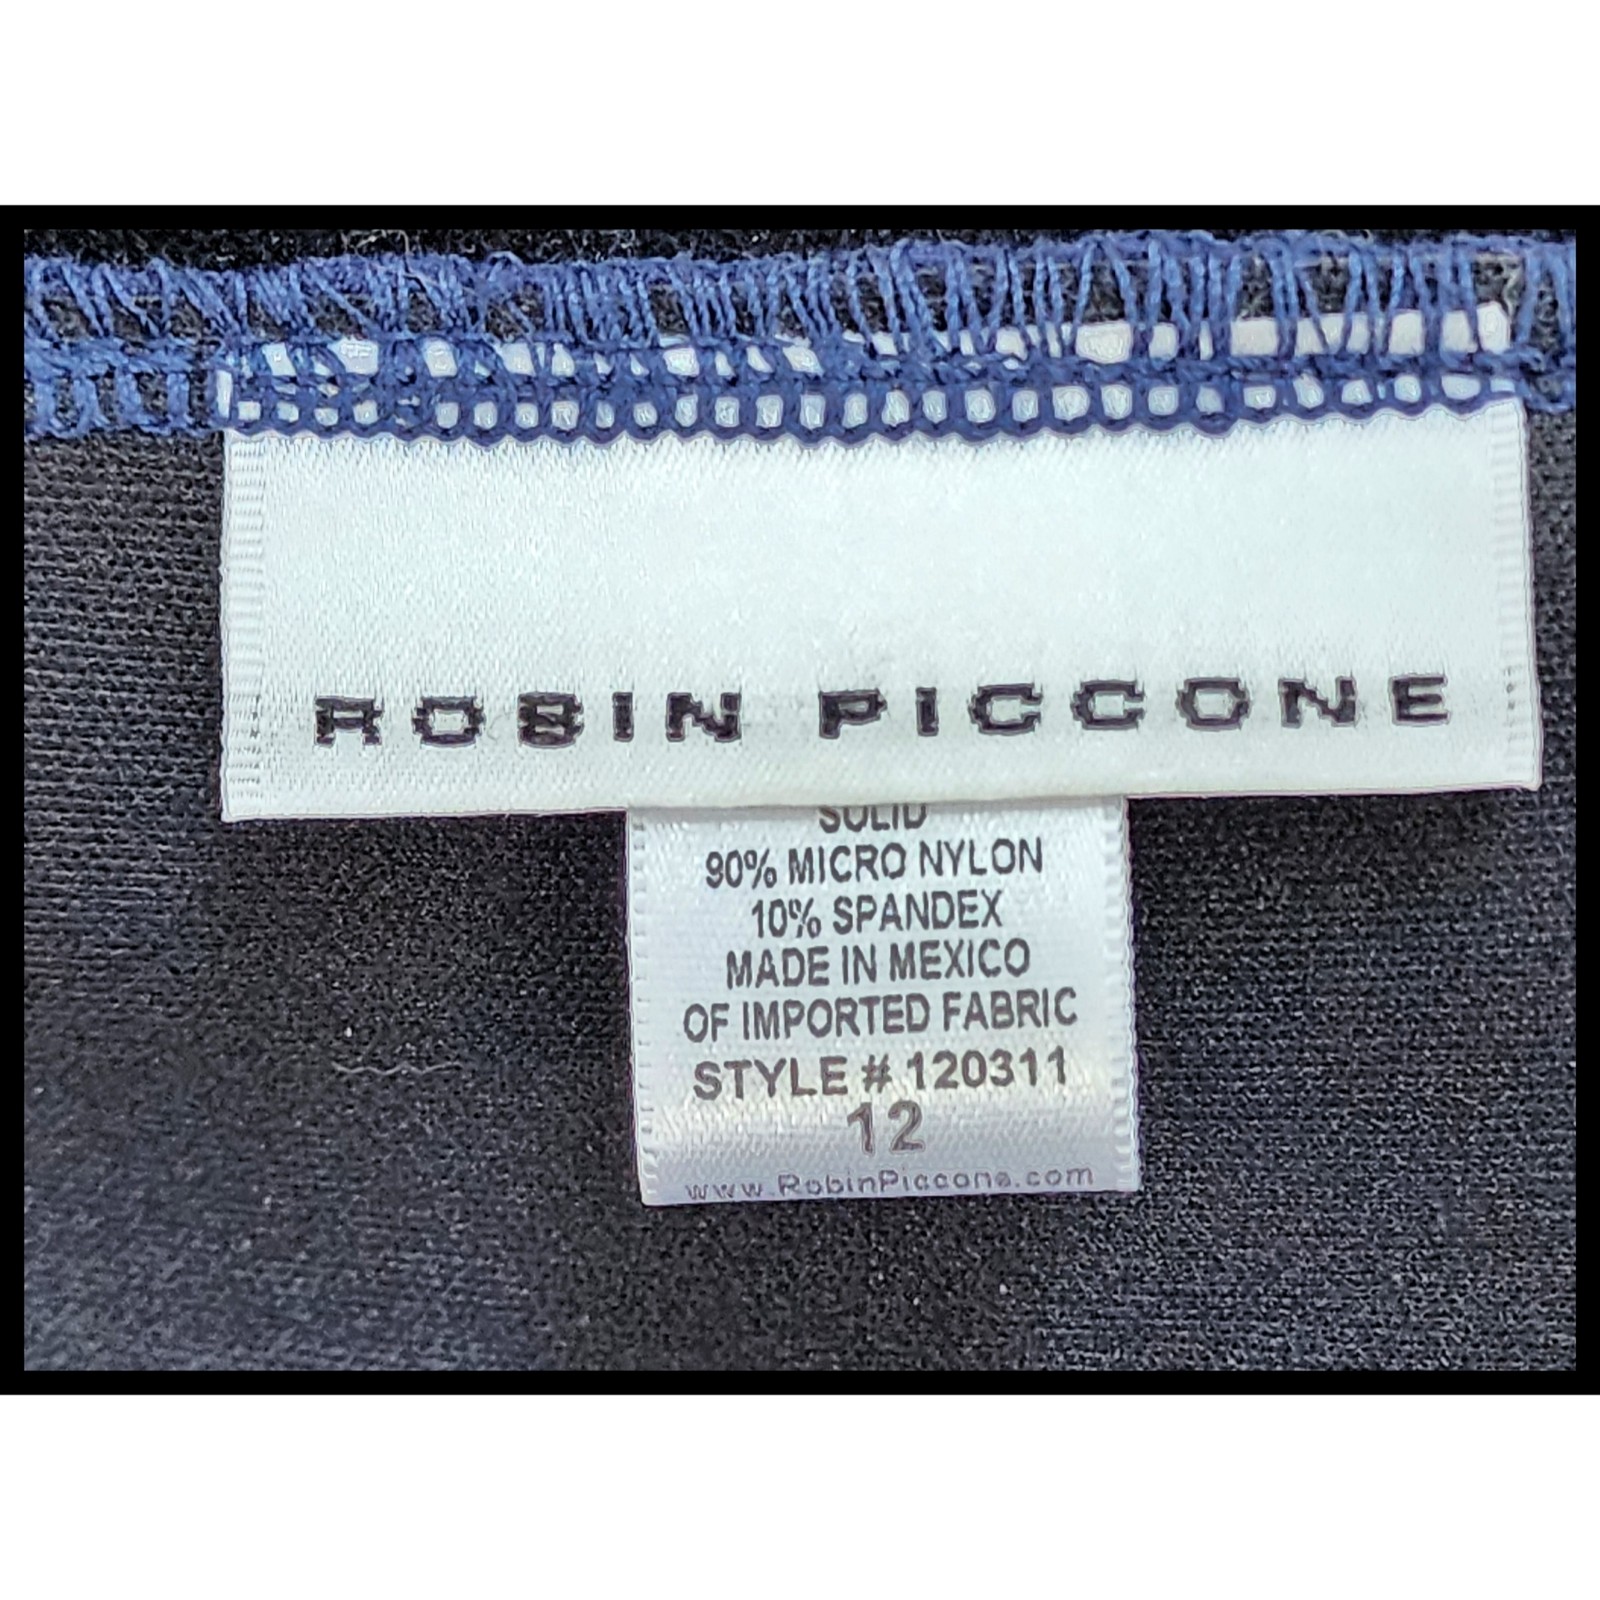 ROBIN PICCONE
SOLID
90% MICRO NYLON
10% SPANDEX
MADE IN MEXICO
OF IMPORTED FABRIC
STYLE # 120311
12
www.RobinPiccone.com